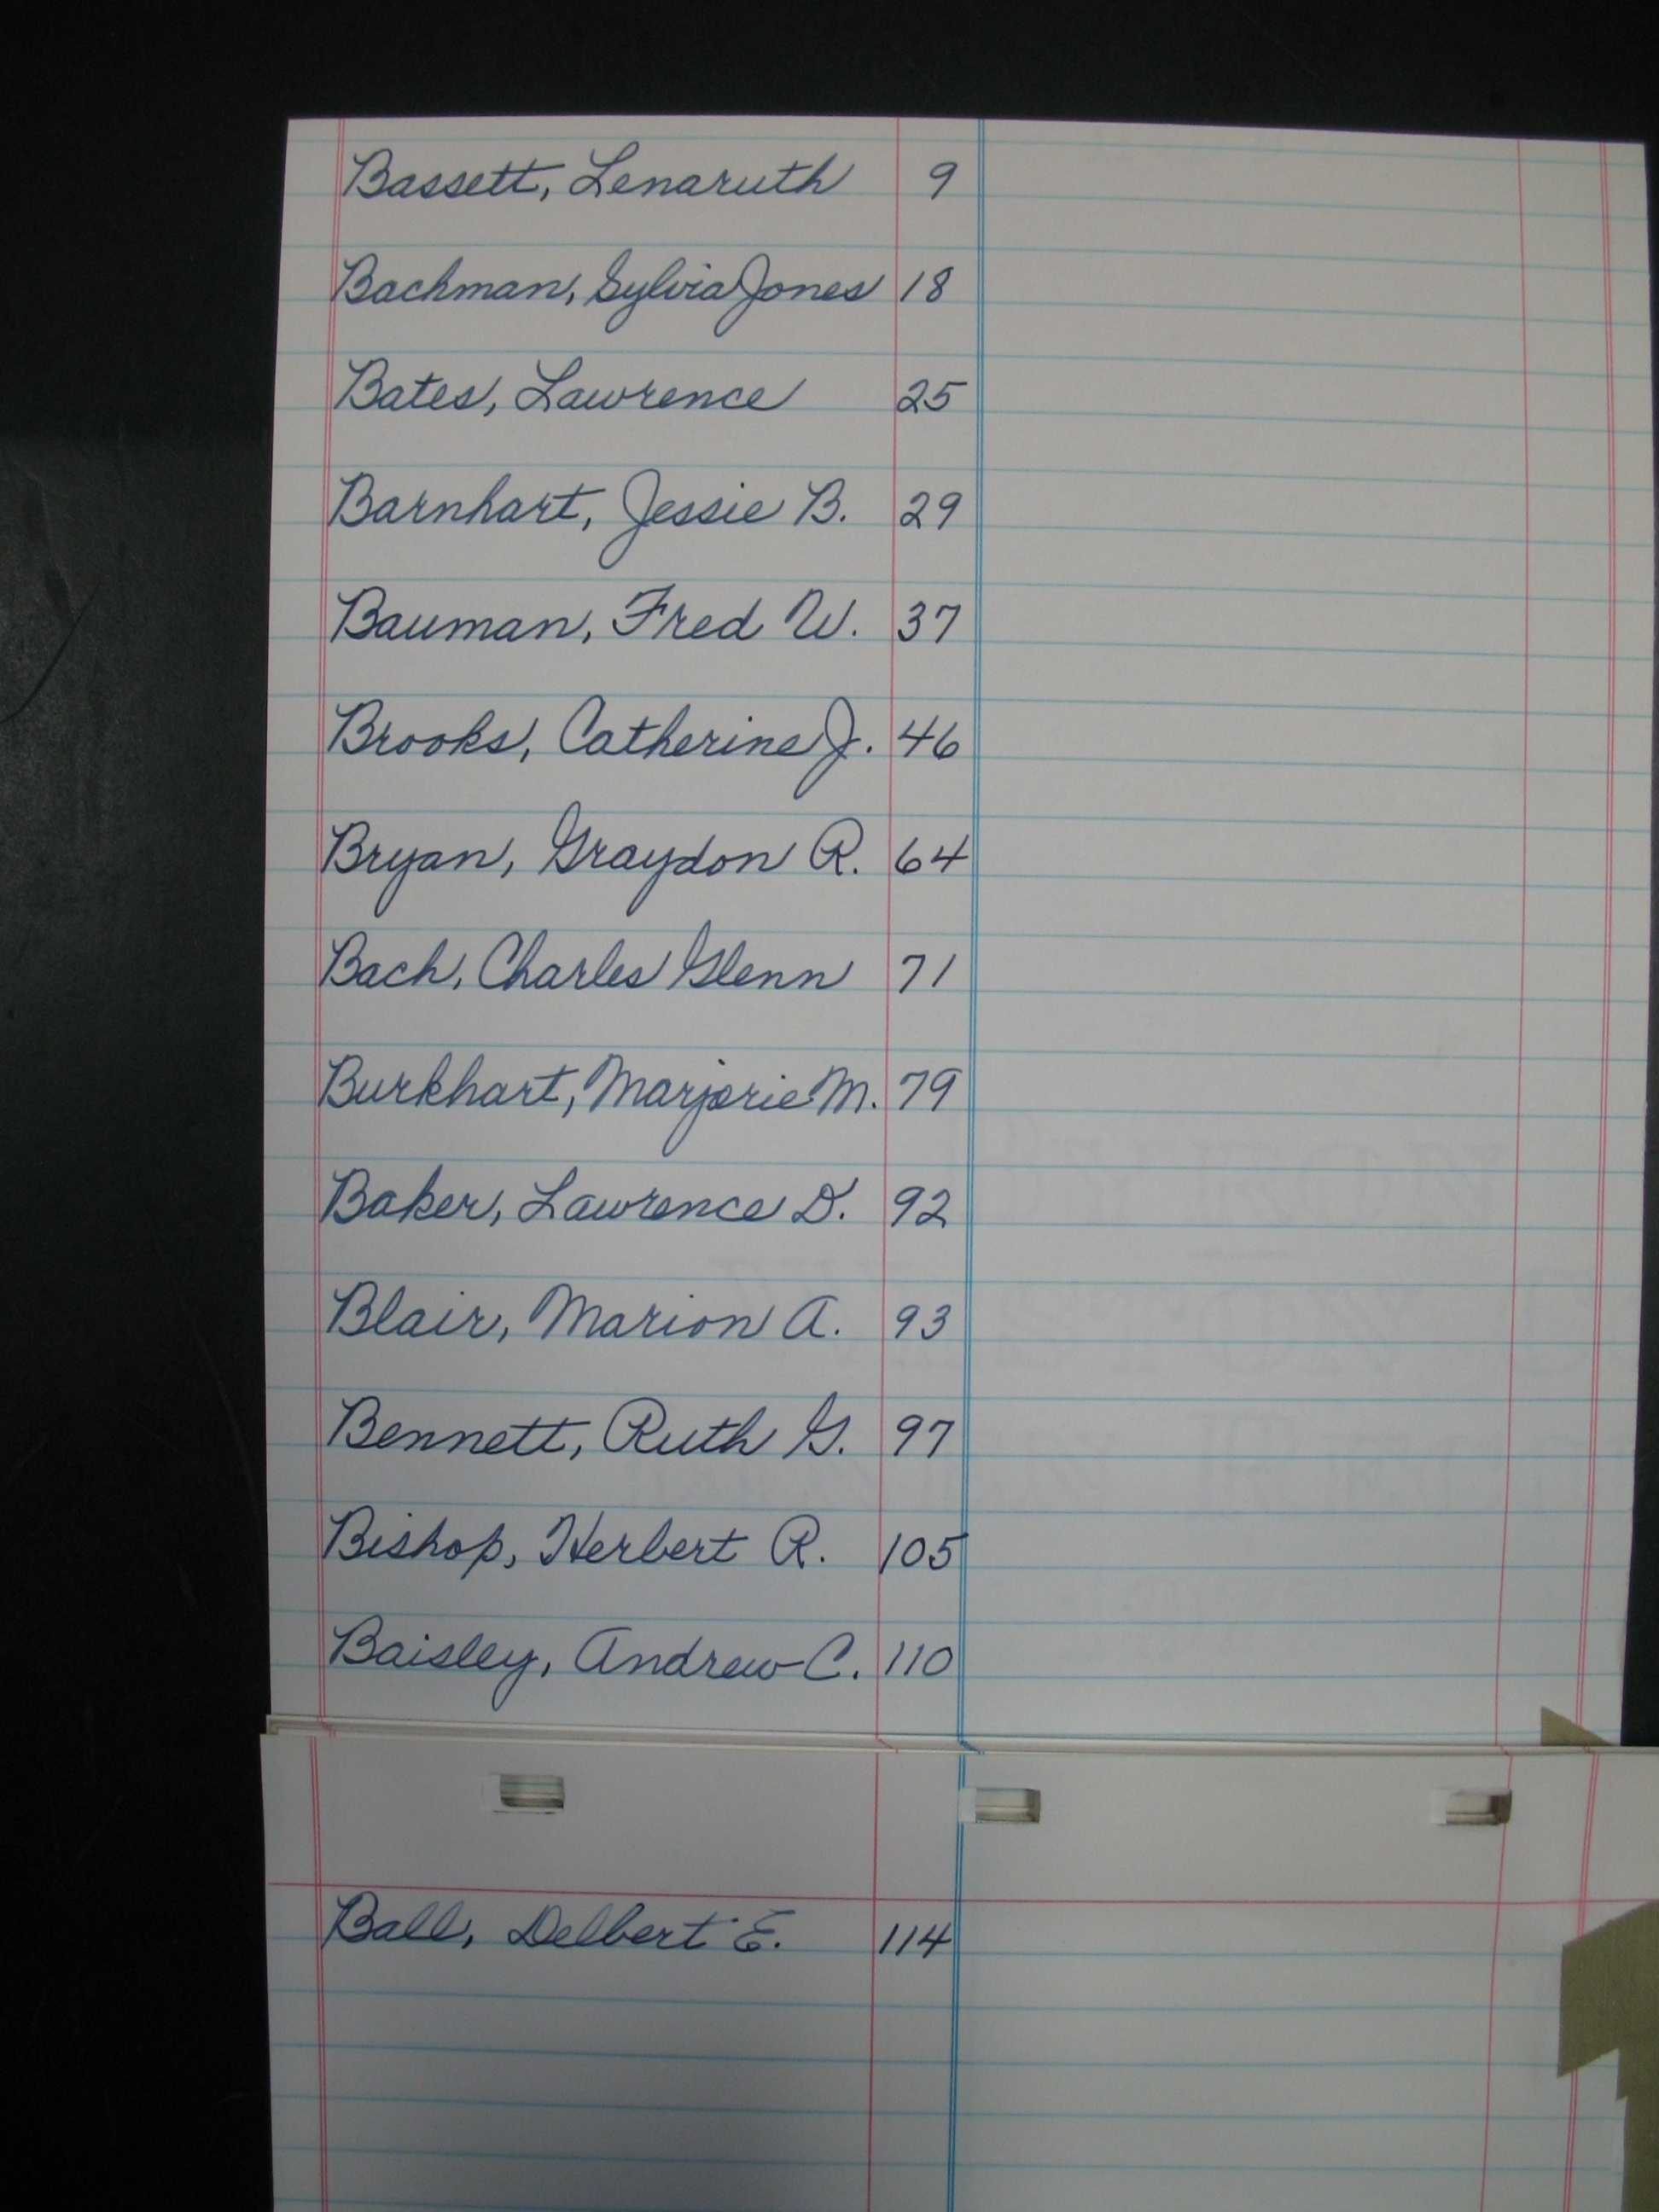 Bassett, Lenaruth 9
Bachman, Sylvia Jones 18
Bates, Lawrence 25
Barnhart, Jessie B. 29
Bauman, Fred W. 37
Brooks, Catherine J. 46
Bryan, Graydon R. 64
Bach, Charles Glenn 71
Burkhart, Marjorie M. 79
Baker, Lawrence D. 92
Blair, Marion A. 93
Bennett, Ruth G. 97
Bishop, Herbert R. 105
Baisley, Andrew C. 110
Ball, Delbert E. 114